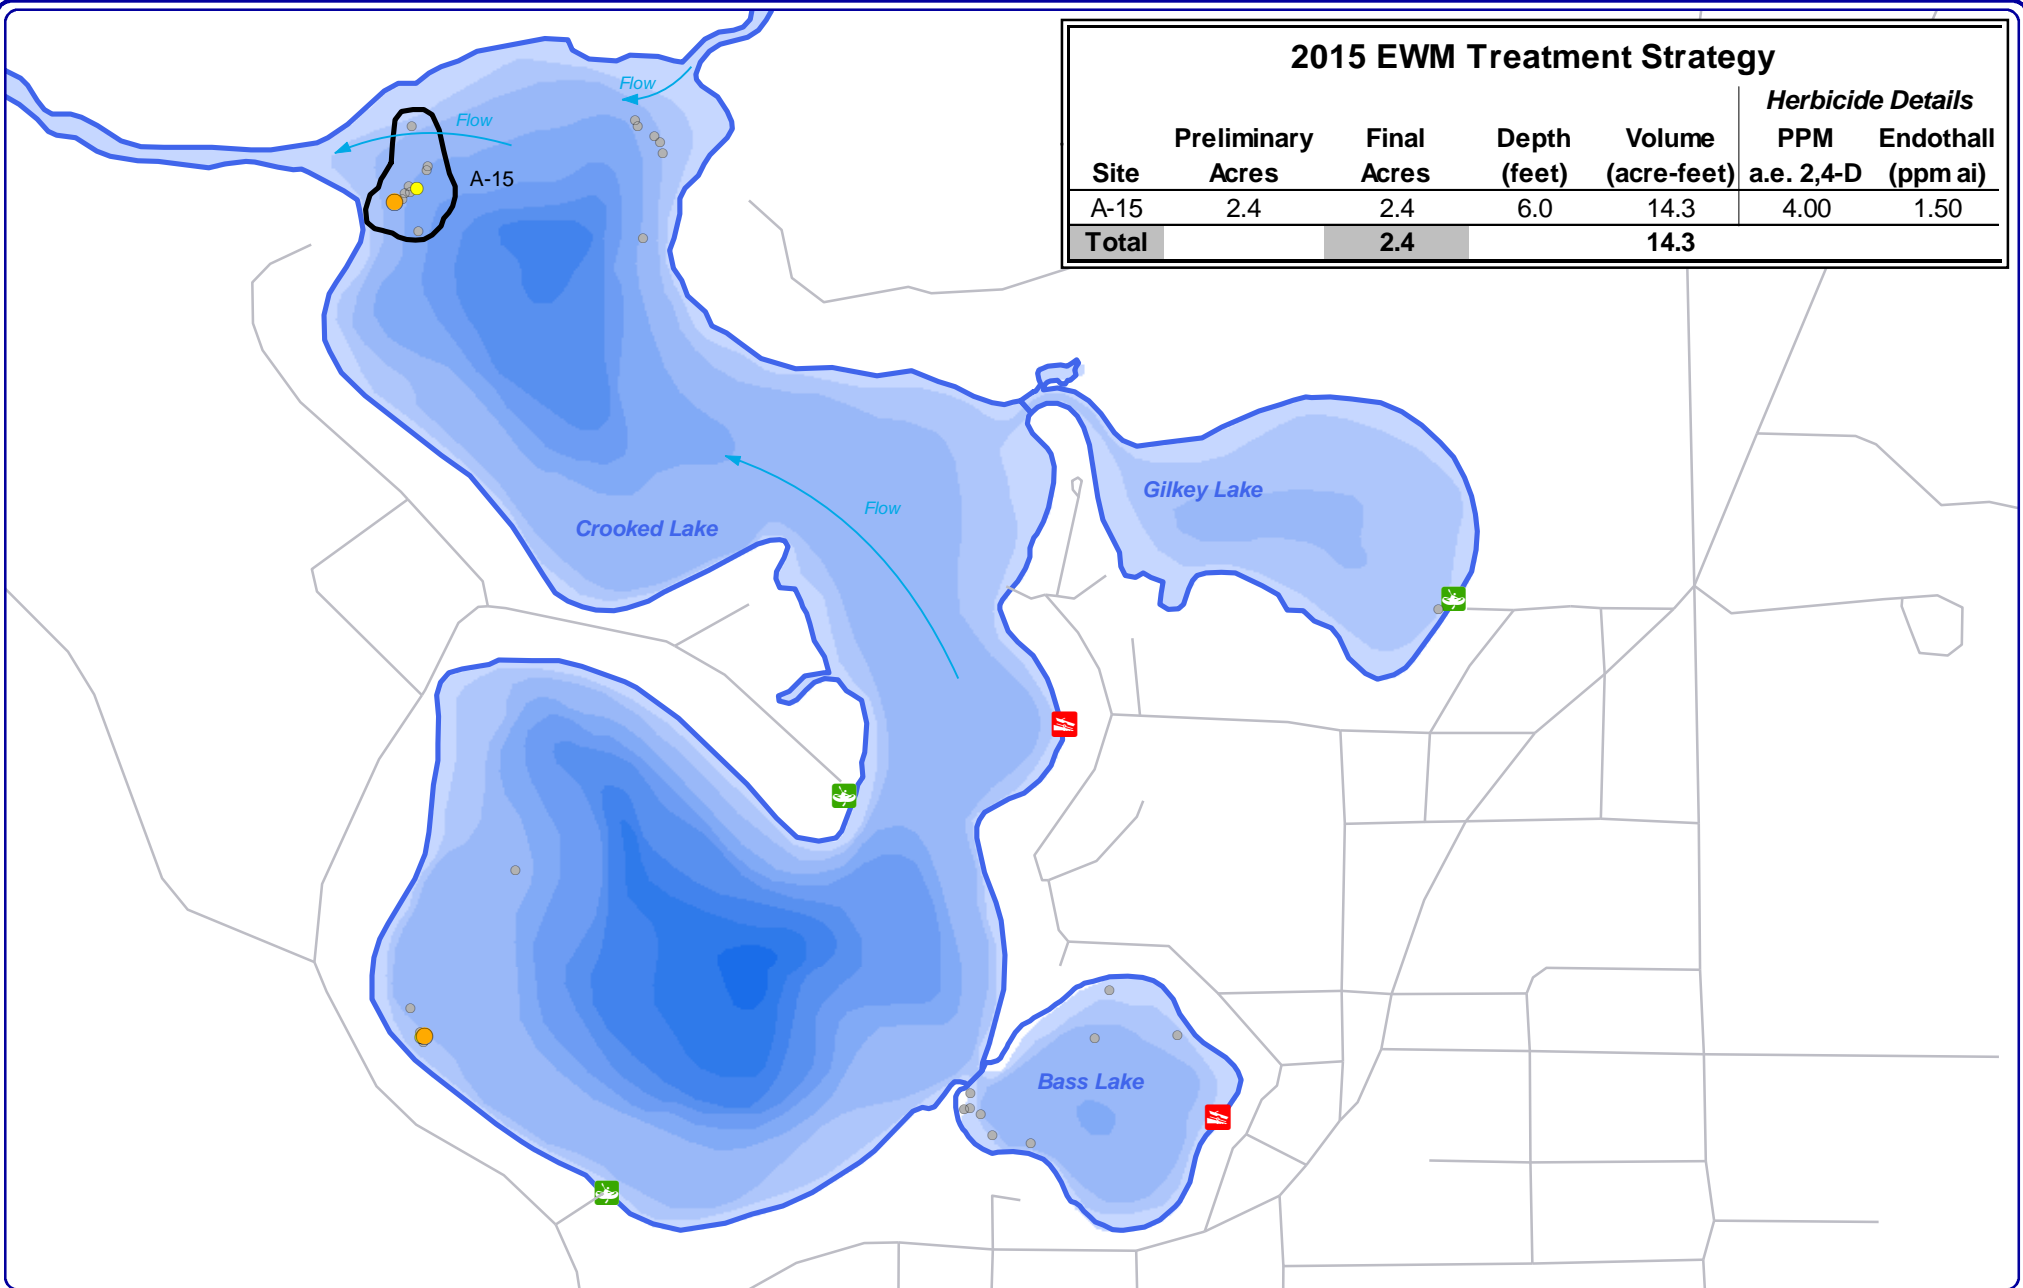 2015 EWM Treatment Strategy
Herbicide Details
Preliminary Final Depth Volume PPM Endothall
Site Acres Acres (feet) (acre-feet) a.e. 2,4-D (ppm ai)
A-15 2.4 2.4 6.0 14.3 4.00 1.50
Total 2.4 14.3
Flow
Flow
A-15
Gilkey Lake
Flow
Crooked Lake
Bass Lake